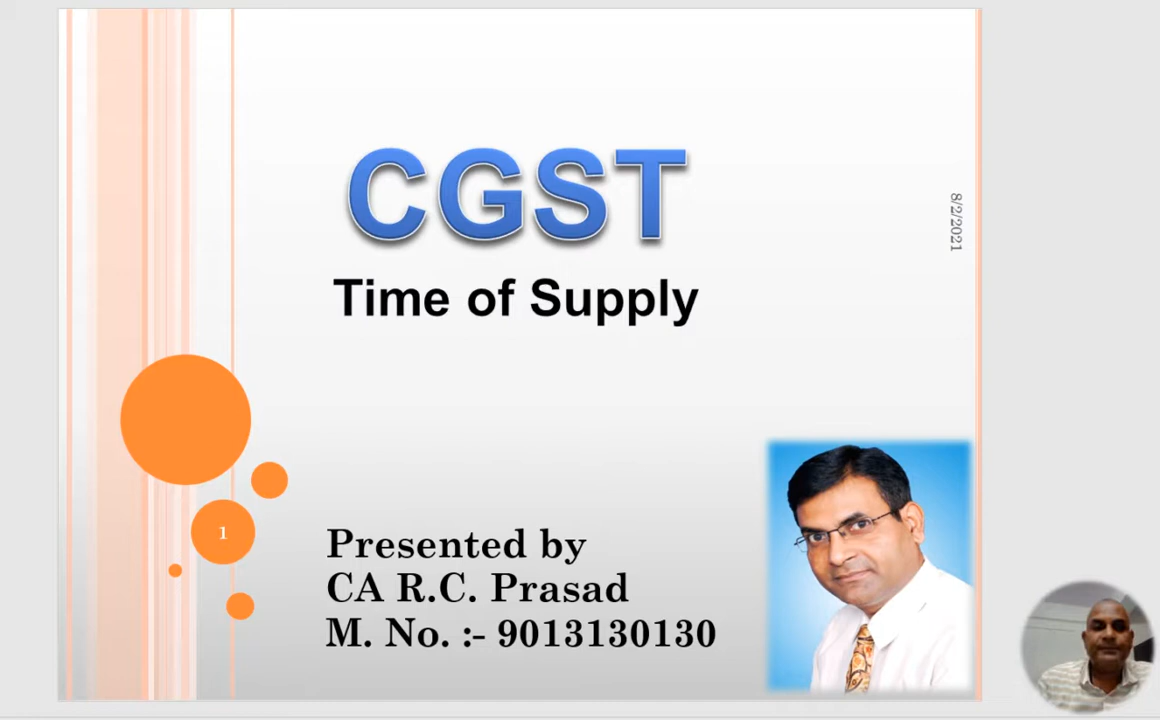 CGST
Time of Supply
8/2/2021
1
Presented by
CA R.C. Prasad
M. No. :- 9013130130